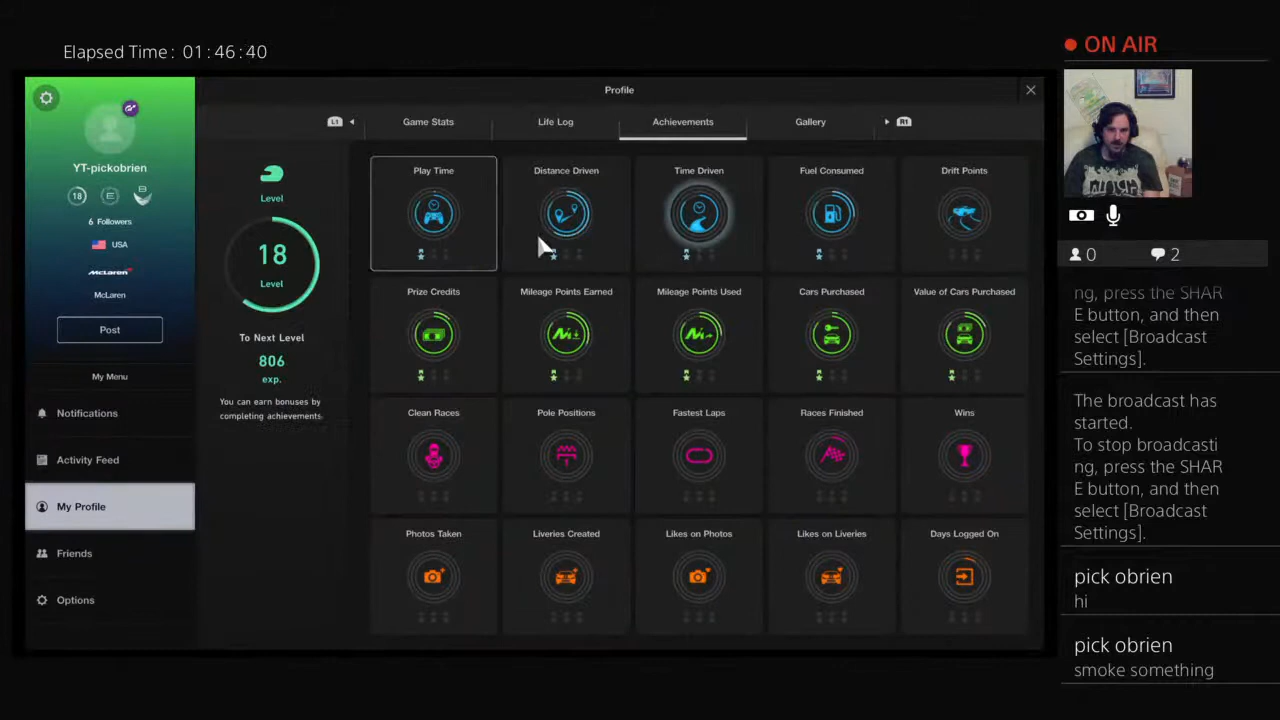 Elapsed Time: 01:46:40
ON AIR
Profile
L1
Game Stats
Life Log
Achievements
Gallery
R1
YT-pickobrien
18
E
B
6 Followers
USA
McLaren
McLaren
Post
My Menu
Notifications
Activity Feed
My Profile
Friends
Options
Level
18
Level
To Next Level
806
exp.
You can earn bonuses by
completing achievements.
Play Time
Distance Driven
Time Driven
Fuel Consumed
Drift Points
Prize Credits
Mileage Points Earned
Mileage Points Used
Cars Purchased
Value of Cars Purchased
Clean Races
Pole Positions
Fastest Laps
Races Finished
Wins
Photos Taken
Liveries Created
Likes on Photos
Likes on Liveries
Days Logged On
0
2
ng, press the SHAR
E button, and then
select [Broadcast
Settings].
The broadcast has
started.
To stop broadcasti
ng, press the SHAR
E button, and then
select [Broadcast
Settings].
pick obrien
hi
pick obrien
smoke something